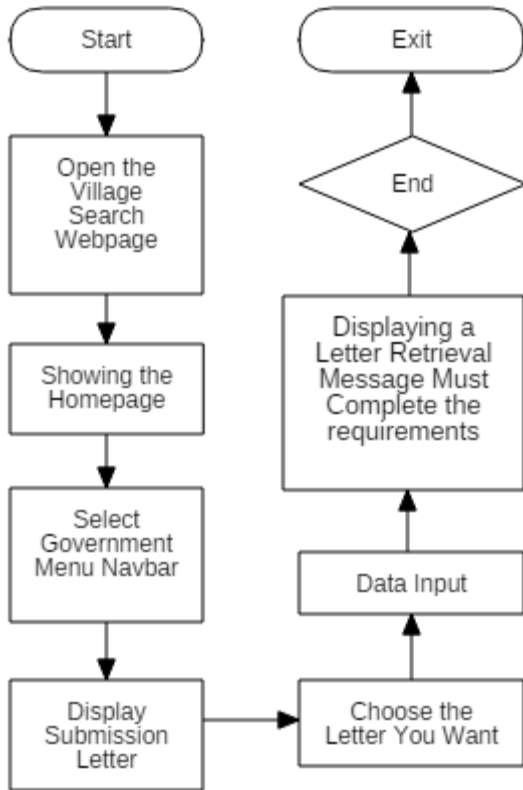 Start
Open the
Village
Search
Webpage
Showing the
Homepage
Select
Government
Menu Navbar
Display
Submission
Letter
Choose the
Letter You Want
Data Input
Displaying a
Letter Retrieval
Message Must
Complete the
requirements
End
Exit